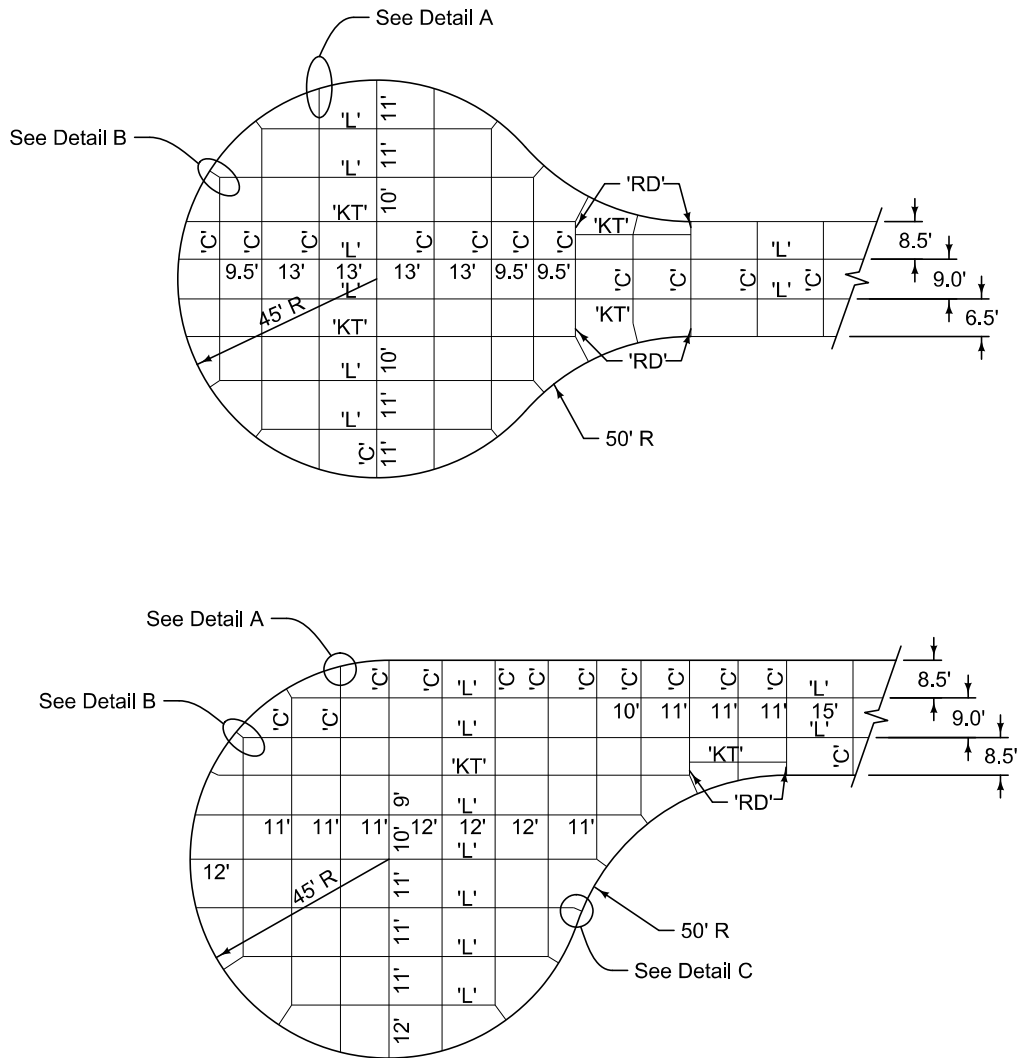 See Detail A
See Detail B
'L' 11'
'L' 11'
'KT' 10'
'RD'
'KT'
'C' 'C' 'C' 'L' 'C' 'C' 'C' 'C' 'L'
8.5'
9.5' 13' 13' 13' 13' 9.5' 9.5'
'C' 'C' 'C' 'L' 'C'
9.0'
'L'
45' R
6.5'
'KT'
'KT'
'RD'
'L' 10'
'L' 11'
50' R
'C' 11'
See Detail A
'C' 'C' 'L' 'C' 'C' 'C' 'C' 'C' 'C' 'C' 'L'
8.5'
See Detail B
'C' 'C' 'L'
10' 11' 11' 11' 15'
'L'
9.0'
'KT'
'KT'
'C'
8.5'
'RD'
9' 'L'
11' 11' 11' 12' 12' 12' 11'
10' 'L'
12'
45' R
11' 'L'
50' R
11' 'L'
See Detail C
11' 'L'
12'